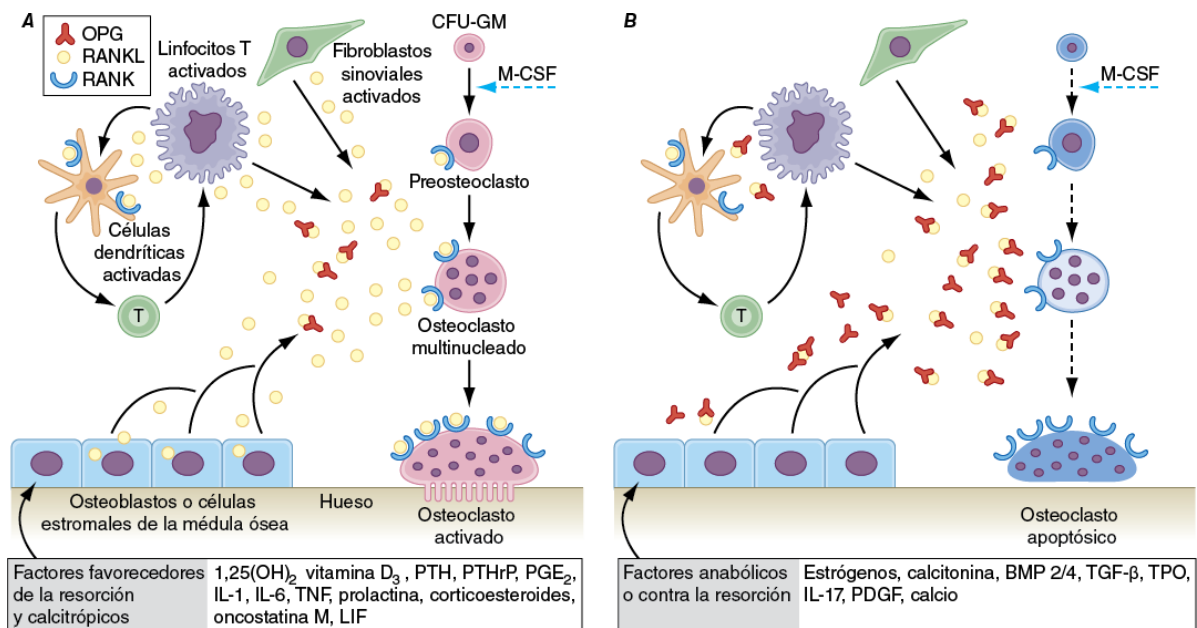 A
OPG
RANKL
RANK
Linfocitos T
activados
Fibroblastos
sinoviales
activados
CFU-GM
M-CSF
Preosteoclasto
Células
dendríticas
activadas
T
Osteoclasto
multinucleado
Osteoblastos o células
estromales de la médula ósea
Hueso
Osteoclasto
activado
Factores favorecedores
de la resorción
y calcitrópicos
1,25(OH)2 vitamina D3 , PTH, PTHrP, PGE2,
IL-1, IL-6, TNF, prolactina, corticoesteroides,
oncostatina M, LIF
B
M-CSF
T
Osteoclasto
apoptósico
Factores anabólicos
o contra la resorción
Estrógenos, calcitonina, BMP 2/4, TGF-β, TPO,
IL-17, PDGF, calcio